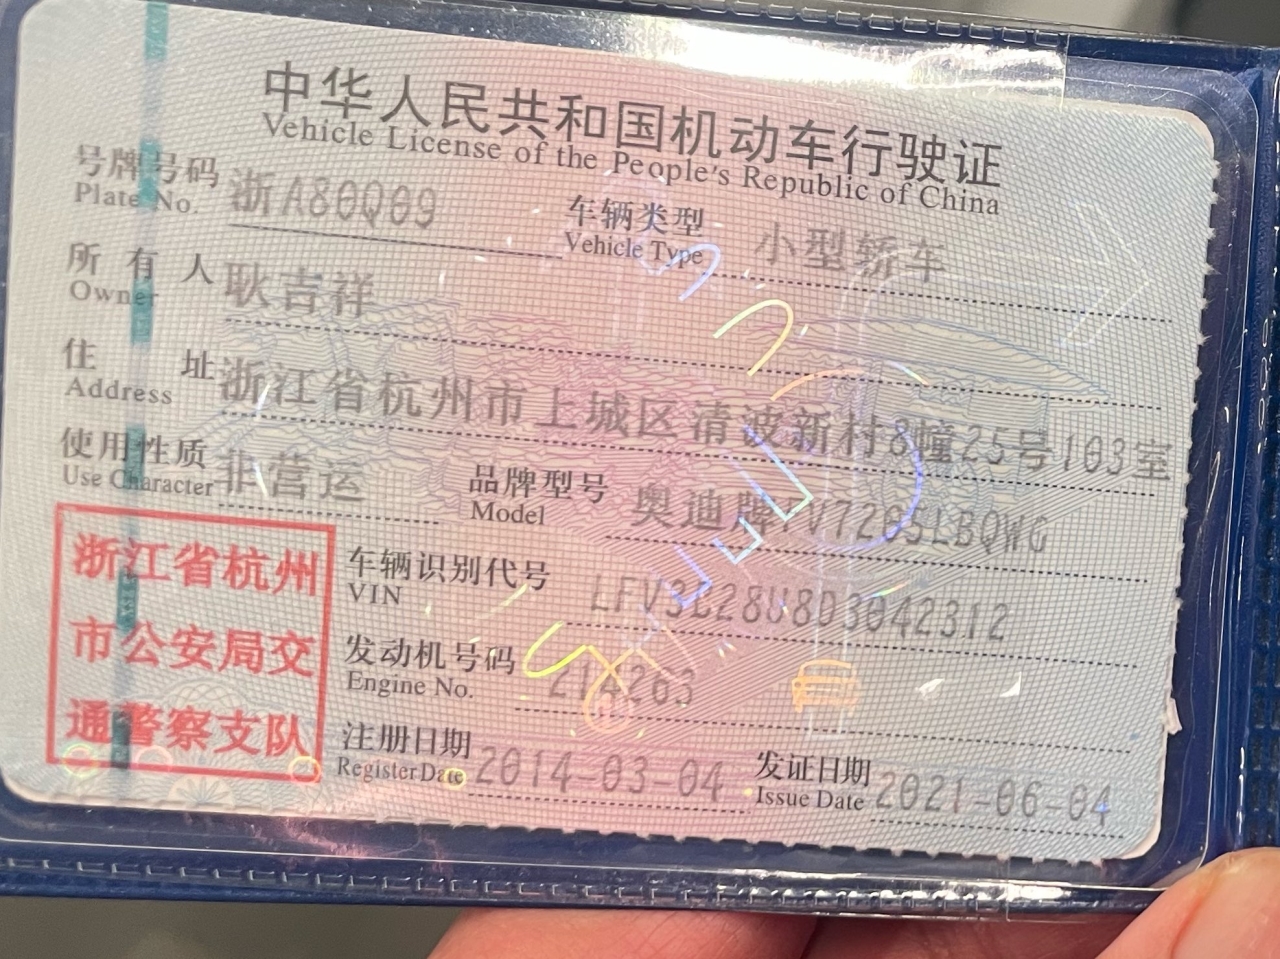 中华人民共和国机动车行驶证
Vehicle License of the People's Republic of China
号牌号码 浙A80Q09 车辆类型 小型轿车
Plate No. Vehicle Type
所有人 耿吉祥
Owner
住址 浙江省杭州市上城区清波新村8幢25号103室
Address
使用性质 非营运 品牌型号 奥迪牌FV7205LBQWG
Use Character Model
浙江省杭州
市公安局交
通警察支队
车辆识别代号 LFV3L28U8D3042312
VIN
发动机号码 214263
Engine No.
注册日期 2014-03-04 发证日期 2021-06-04
Register Date Issue Date